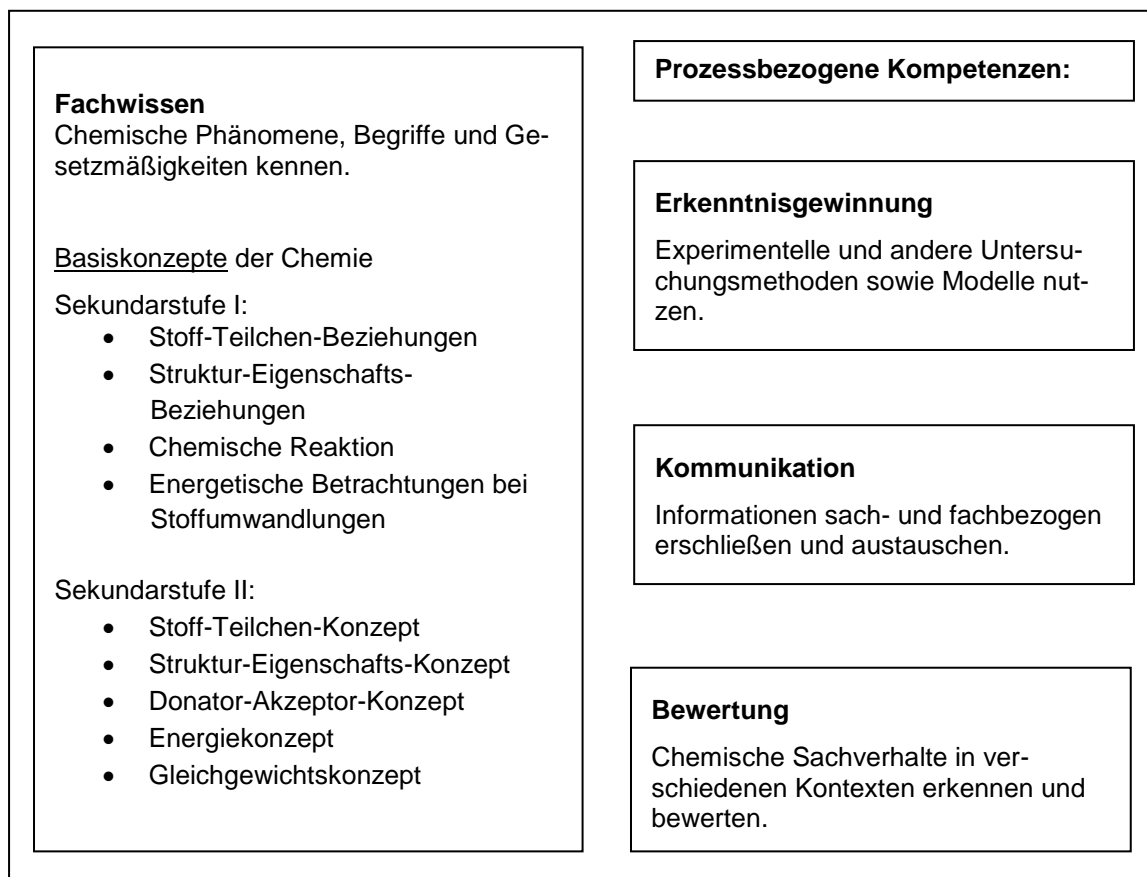 Fachwissen
Chemische Phänomene, Begriffe und Ge-
setzmäßigkeiten kennen.
Basiskonzepte der Chemie
Sekundarstufe I:
• Stoff-Teilchen-Beziehungen
• Struktur-Eigenschafts-
Beziehungen
• Chemische Reaktion
• Energetische Betrachtungen bei
Stoffumwandlungen
Sekundarstufe II:
• Stoff-Teilchen-Konzept
• Struktur-Eigenschafts-Konzept
• Donator-Akzeptor-Konzept
• Energiekonzept
• Gleichgewichtskonzept
Prozessbezogene Kompetenzen:
Erkenntnisgewinnung
Experimentelle und andere Untersu-
chungsmethoden sowie Modelle nut-
zen.
Kommunikation
Informationen sach- und fachbezogen
erschließen und austauschen.
Bewertung
Chemische Sachverhalte in ver-
schiedenen Kontexten erkennen und
bewerten.